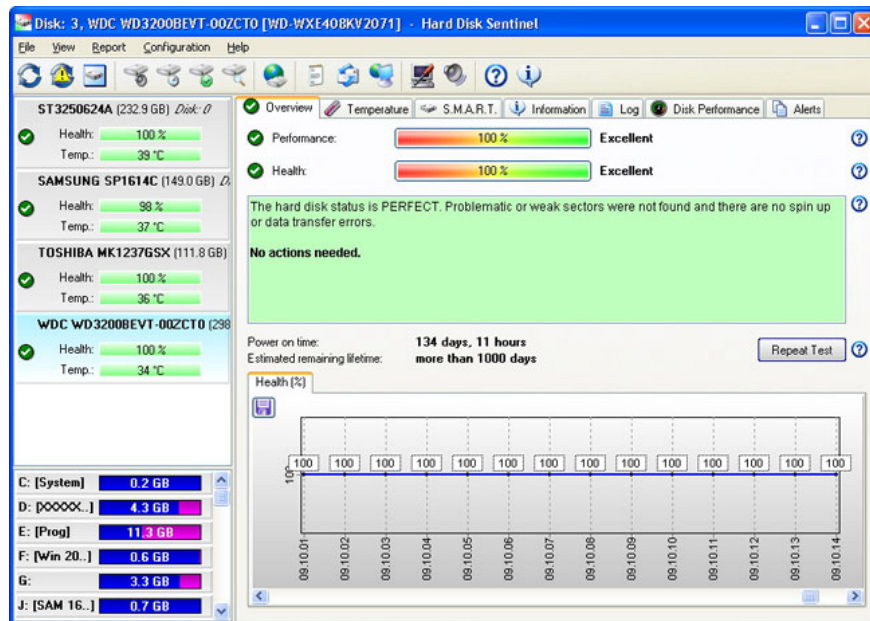 Disk: 3, WDC WD3200BEVT-00ZCT0 [WD-WXE408KV2071] - Hard Disk Sentinel
File View Report Configuration Help
ST3250624A (232.9 GB) Disk: 0
Health: 100 %
Temp.: 39 °C
SAMSUNG SP1614C (149.0 GB)
Health: 98 %
Temp.: 37 °C
TOSHIBA MK1237GSX (111.8 GB)
Health: 100 %
Temp.: 36 °C
WDC WD3200BEVT-00ZCT0 (298
Health: 100 %
Temp.: 34 °C
C: [System] 0.2 GB
D: [XXXXX..] 4.3 GB
E: [Prog] 11.3 GB
F: [Win 20..] 0.6 GB
G: 3.3 GB
J: [SAM 16..] 0.7 GB
Overview Temperature S.M.A.R.T. Information Log Disk Performance Alerts
Performance: 100 % Excellent
Health: 100 % Excellent
The hard disk status is PERFECT. Problematic or weak sectors were not found and there are no spin up
or data transfer errors.
No actions needed.
Power on time: 134 days, 11 hours
Estimated remaining lifetime: more than 1000 days
Repeat Test
Health (%)
100
100 100 100 100 100 100 100 100 100 100 100 100 100 100
09.10.01 09.10.02 09.10.03 09.10.04 09.10.05 09.10.06 09.10.07 09.10.08 09.10.09 09.10.10 09.10.11 09.10.12 09.10.13 09.10.14